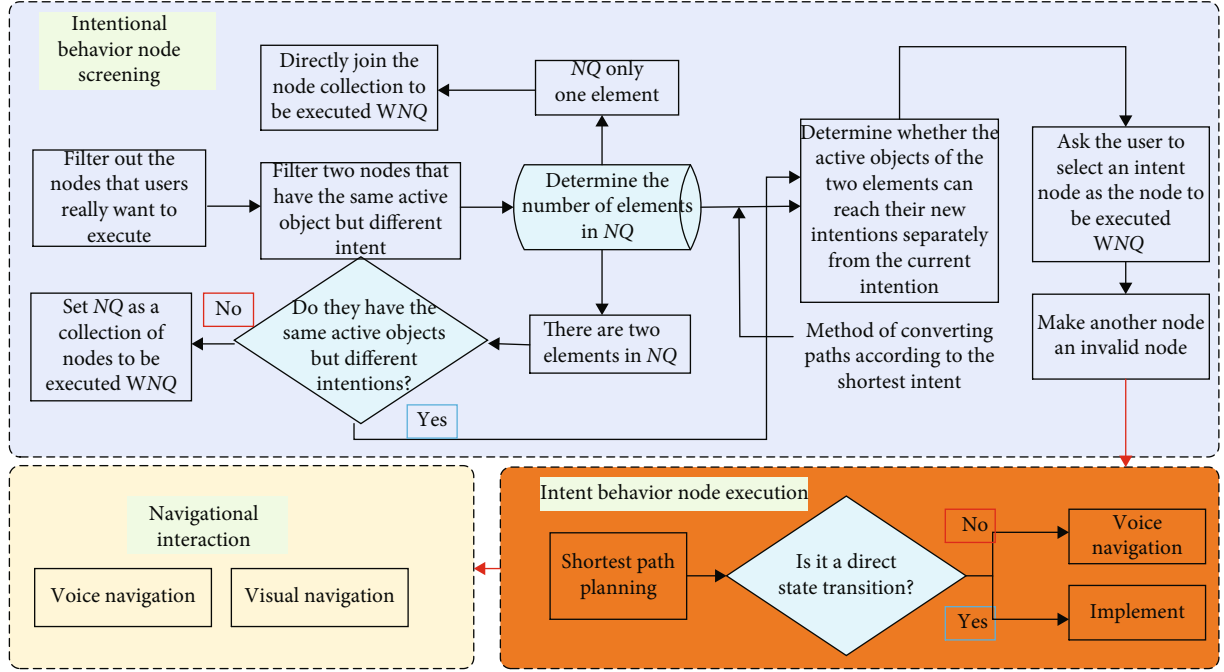 Intentional
behavior node
screening
Directly join the
node collection to
be executed WNQ
NQ only
one element
Filter out the
nodes that users
really want to
execute
Filter two nodes that
have the same active
object but different
intent
Determine the
number of elements
in NQ
Determine whether the
active objects of the
two elements can
reach their new
intentions separately
from the current
intention
Ask the user to
select an intent
node as the node to
be executed
WNQ
Set NQ as a
collection of
nodes to be
executed WNQ
No
Do they have the
same active objects
but different
intentions?
Yes
There are two
elements in NQ
Method of converting
paths according to the
shortest intent
Make another node
an invalid node
Navigational
interaction
Voice navigation
Visual navigation
Intent behavior node execution
Shortest path
planning
Is it a direct
state transition?
No
Yes
Voice
navigation
Implement